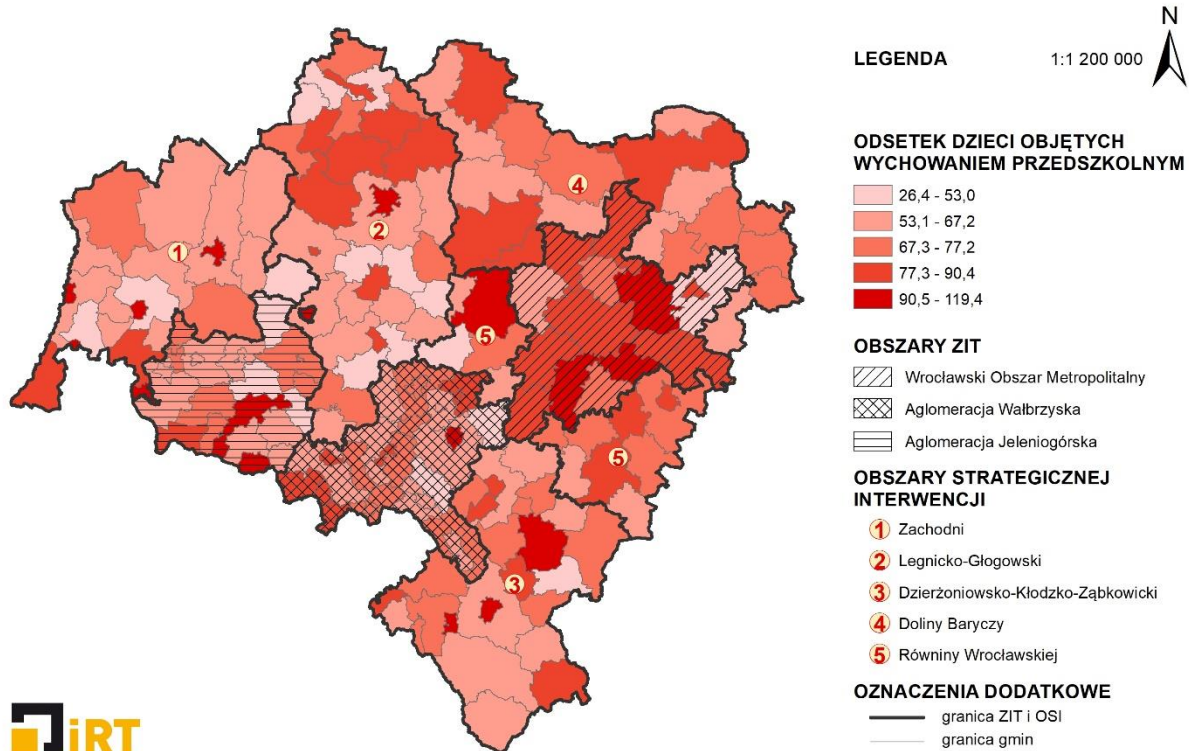 N
LEGENDA
1:1 200 000
ODSETEK DZIECI OBJĘTYCH
WYCHOWANIEM PRZEDSZKOLNYM
26,4 - 53,0
53,1 - 67,2
67,3 - 77,2
77,3 - 90,4
90,5 - 119,4
OBSZARY ZIT
Wrocławski Obszar Metropolitalny
Aglomeracja Wałbrzyska
Aglomeracja Jeleniogórska
OBSZARY STRATEGICZNEJ
INTERWENCJI
1 Zachodni
2 Legnicko-Głogowski
3 Dzierżoniowsko-Kłodzko-Ząbkowicki
4 Doliny Baryczy
5 Równiny Wrocławskiej
OZNACZENIA DODATKOWE
granica ZIT i OSI
granica gmin
4
2
1
5
5
3
iRT